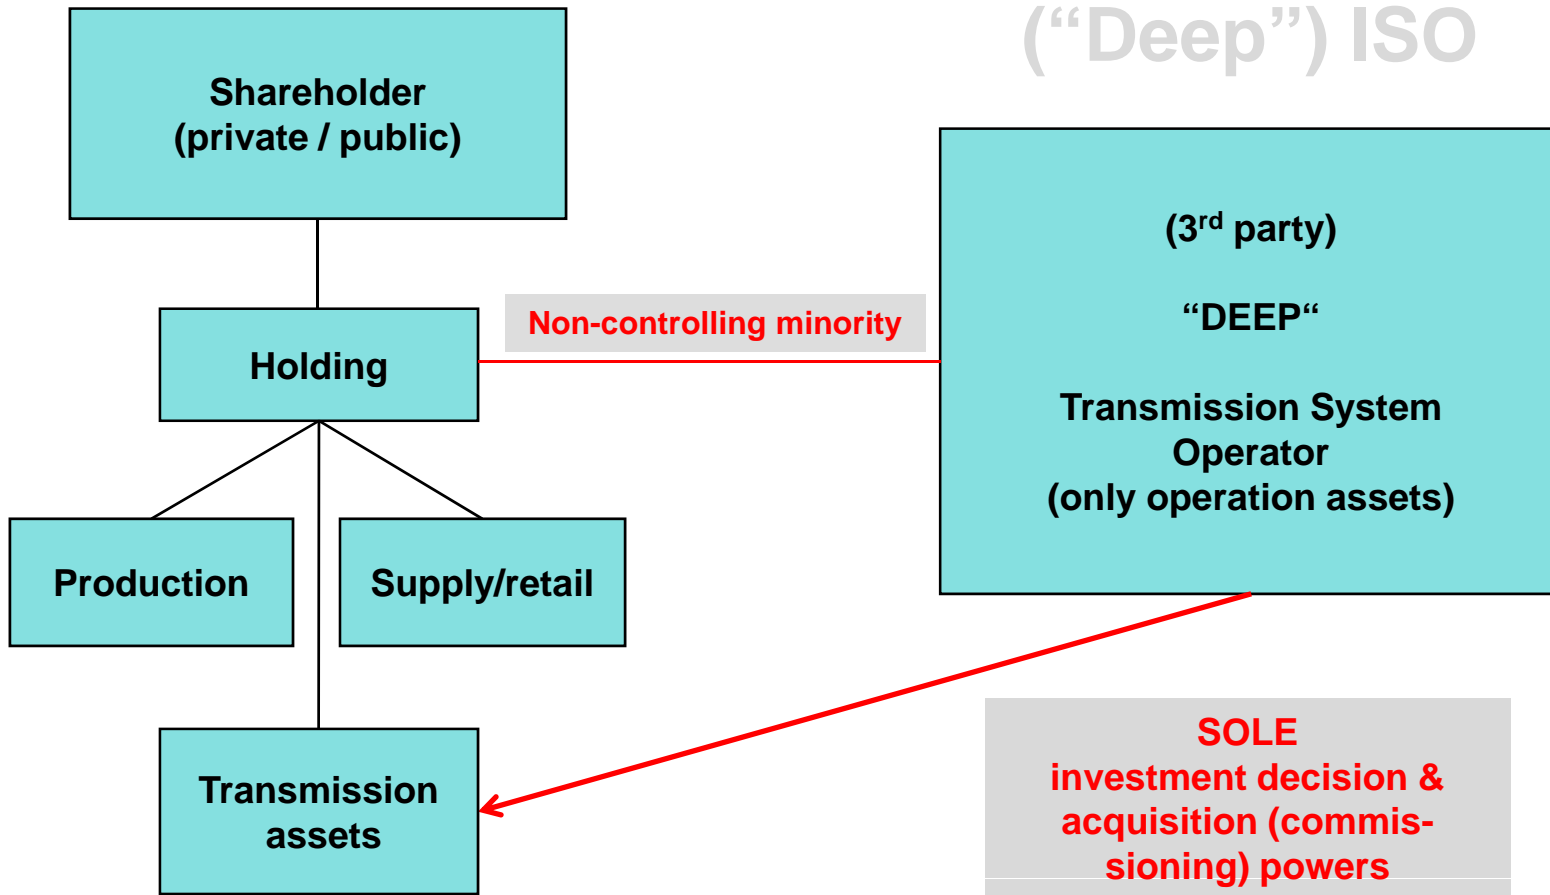 (“Deep”) ISO
Shareholder
(private / public)
(3rd party)
“DEEP“
Transmission System
Operator
(only operation assets)
Non-controlling minority
Holding
Production
Supply/retail
Transmission
assets
SOLE
investment decision &
acquisition (commis-
sioning) powers